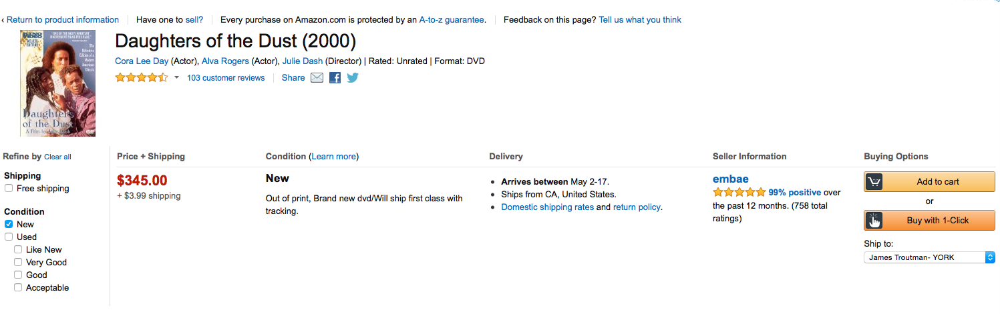 ‹ Return to product information Have one to sell? Every purchase on Amazon.com is protected by an A-to-z guarantee. Feedback on this page? Tell us what you think
Daughters of the Dust (2000)
Cora Lee Day (Actor), Alva Rogers (Actor), Julie Dash (Director) | Rated: Unrated | Format: DVD
103 customer reviews Share
Daughters
of the Dust
A Film by Julie Dash
Refine by Clear all
Shipping
Free shipping
Condition
New
Used
Like New
Very Good
Good
Acceptable
Price + Shipping
$345.00
+ $3.99 shipping
Condition (Learn more)
New
Out of print, Brand new dvd/Will ship first class with
tracking.
Delivery
• Arrives between May 2-17.
• Ships from CA, United States.
• Domestic shipping rates and return policy.
Seller Information
embae
99% positive over
the past 12 months. (758 total
ratings)
Buying Options
Add to cart
or
Buy with 1-Click
Ship to:
James Troutman- YORK